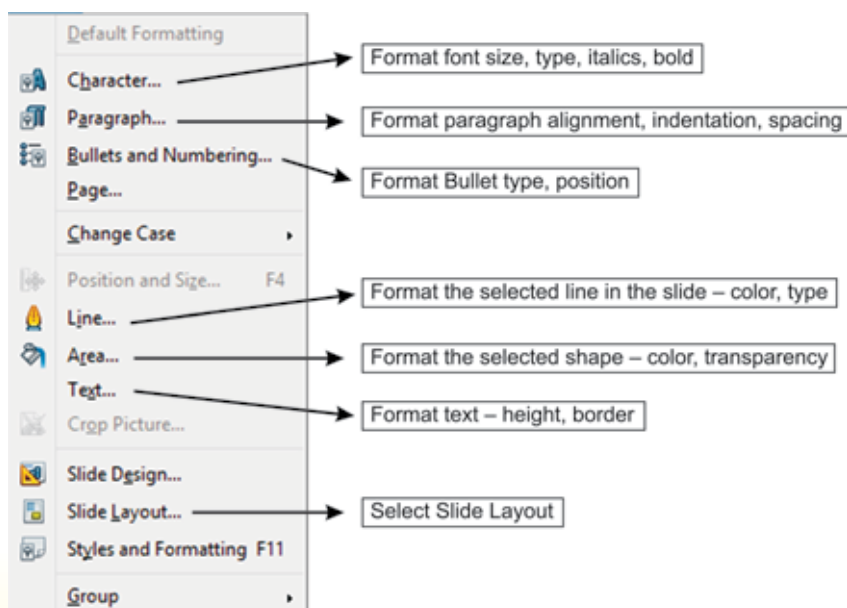 Default Formatting
Character...
Format font size, type, italics, bold
Paragraph...
Format paragraph alignment, indentation, spacing
Bullets and Numbering...
Format Bullet type, position
Page...
Change Case
Position and Size... F4
Format the selected line in the slide – color, type
Line...
Area...
Format the selected shape – color, transparency
Text...
Format text – height, border
Crop Picture...
Slide Design...
Slide Layout...
Select Slide Layout
Styles and Formatting F11
Group